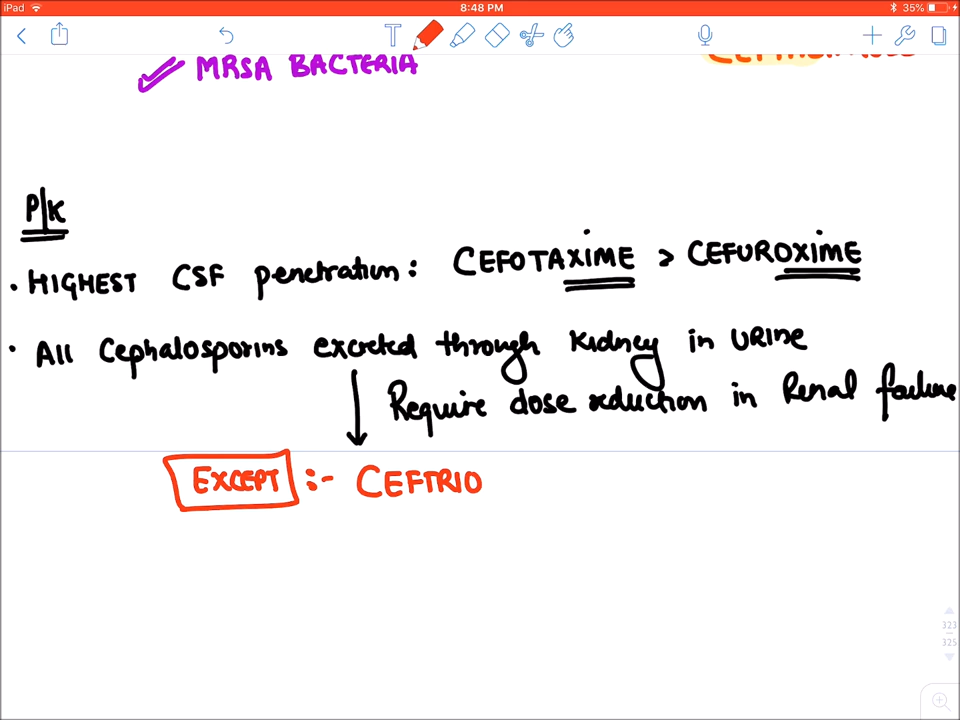 iPad 8:48 PM 35%
T
MRSA BACTERIA
P/K
• HIGHEST CSF penetration: CEFOTAXIME > CEFUROXIME
• All Cephalosporins excreted through kidney in URINE
Require dose reduction in Renal failure
EXCEPT :- CEFTRIO
323
325